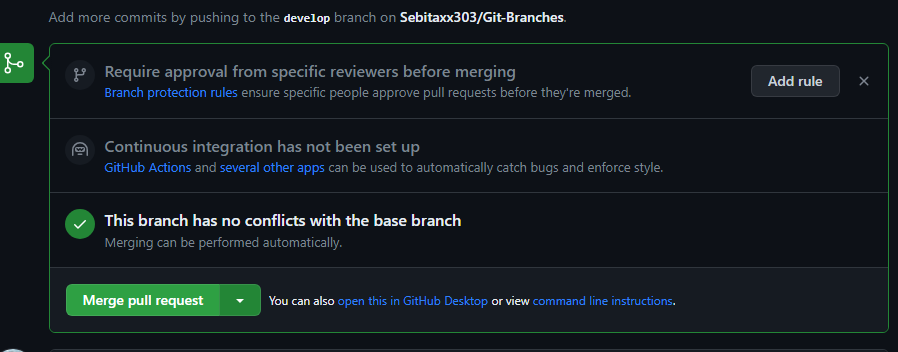 Add more commits by pushing to the develop branch on Sebitaxx303/Git-Branches.
Require approval from specific reviewers before merging
Branch protection rules ensure specific people approve pull requests before they're merged.
Add rule
Continuous integration has not been set up
GitHub Actions and several other apps can be used to automatically catch bugs and enforce style.
This branch has no conflicts with the base branch
Merging can be performed automatically.
Merge pull request
You can also open this in GitHub Desktop or view command line instructions.